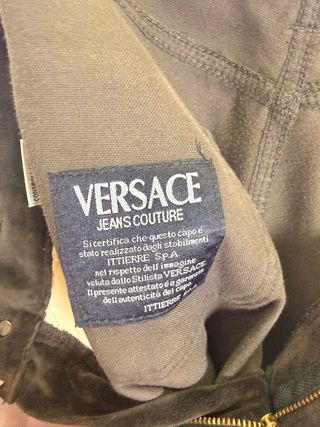 VERSACE
JEANS COUTURE
Si certifica che questo capo é
stato realizzato dagli stabilimenti
ITTIERRE S.P.A.
nel rispetto dell'immagine
voluta dallo Stilista VERSACE
Il presente attestato è a garanzia
dell'autenticità del capo
ITTIERRE S.P.A.